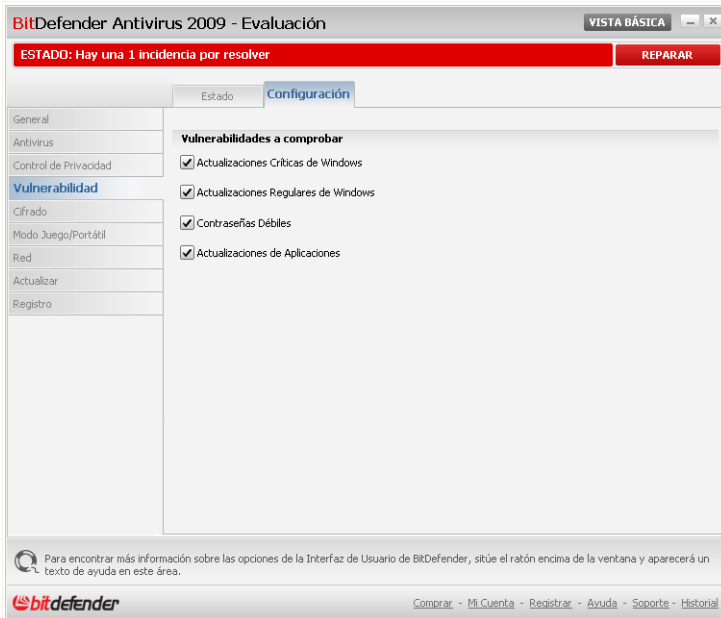 BitDefender Antivirus 2009 - Evaluación
VISTA BÁSICA
ESTADO: Hay una 1 incidencia por resolver
REPARAR
Estado
Configuración
General
Antivirus
Control de Privacidad
Vulnerabilidad
Cifrado
Modo Juego/Portátil
Red
Actualizar
Registro
Vulnerabilidades a comprobar
Actualizaciones Críticas de Windows
Actualizaciones Regulares de Windows
Contraseñas Débiles
Actualizaciones de Aplicaciones
Para encontrar más información sobre las opciones de la Interfaz de Usuario de BitDefender, sitúe el ratón encima de la ventana y aparecerá un
texto de ayuda en este área.
bitdefender
Comprar - Mi Cuenta - Registrar - Ayuda - Soporte - Historial